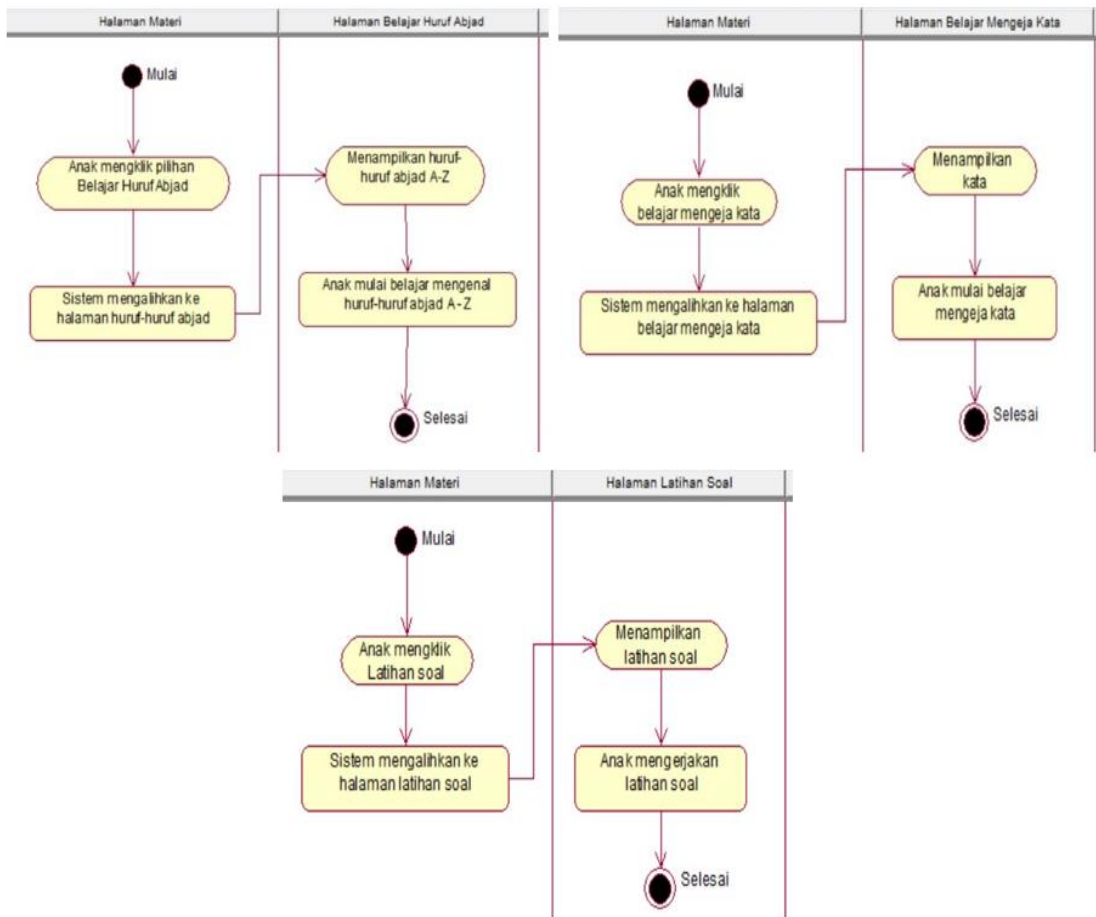 Halaman Materi
Halaman Belajar Huruf Abjad
Mulai
Anak mengklik pilihan
Belajar Huruf Abjad
Sistem mengalihkan ke
halaman huruf-huruf abjad
Menampilkan huruf-
huruf abjad A-Z
Anak mulai belajar mengenal
huruf-huruf abjad A - Z
Selesai
Halaman Materi
Halaman Belajar Mengeja Kata
Mulai
Anak mengklik
belajar mengeja kata
Sistem mengalihkan ke halaman
belajar mengeja kata
Menampilkan
kata
Anak mulai belajar
mengeja kata
Selesai
Halaman Materi
Halaman Latihan Soal
Mulai
Anak mengklik
Latihan soal
Sistem mengalihkan ke
halaman latihan soal
Menampilkan
latihan soal
Anak mengerjakan
latihan soal
Selesai